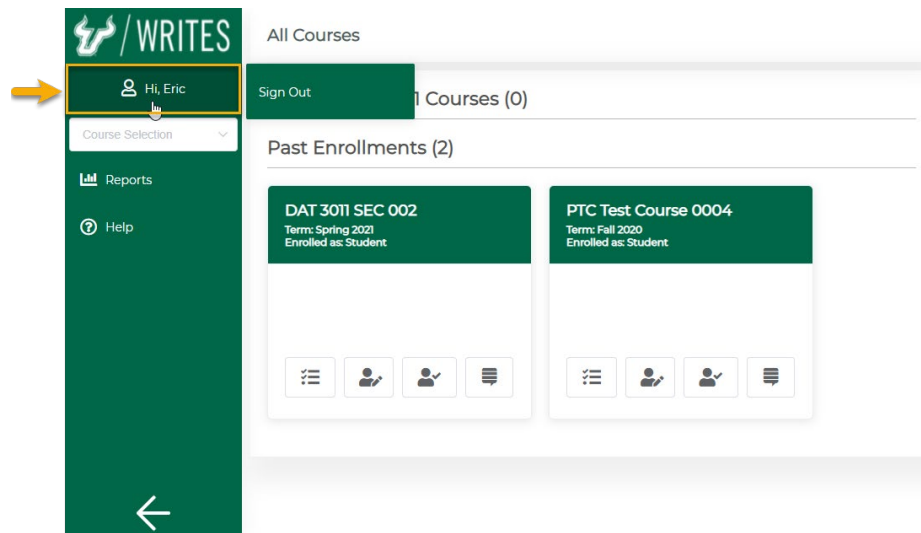 / WRITES
All Courses
Hi, Eric
Sign Out
Courses (0)
Course Selection
Past Enrollments (2)
Reports
Help
DAT 3011 SEC 002
Term: Spring 2021
Enrolled as: Student
PTC Test Course 0004
Term: Fall 2020
Enrolled as: Student